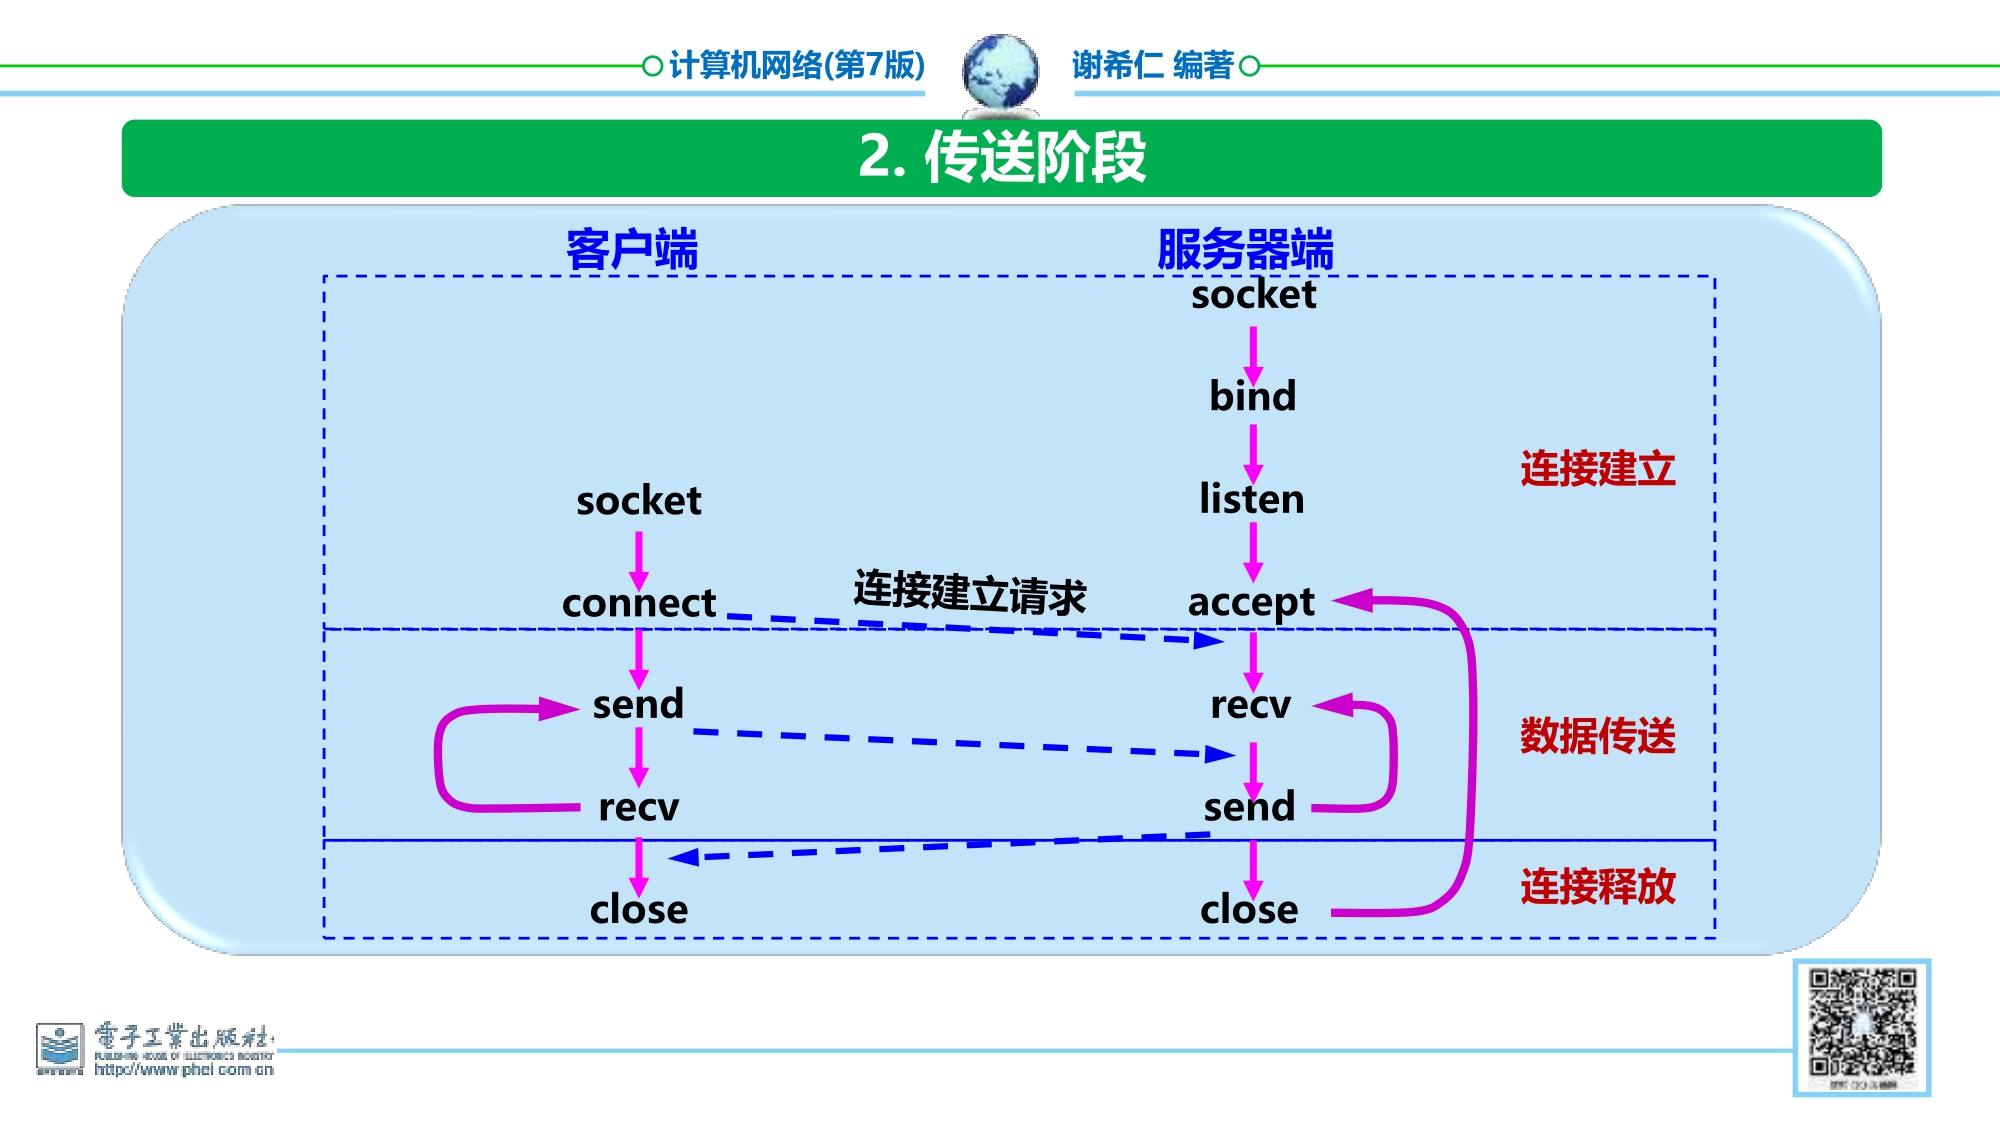 计算机网络(第7版)
谢希仁 编著
2. 传送阶段
客户端
服务器端
socket
bind
连接建立
listen
socket
连接建立请求
connect
accept
send
recv
数据传送
recv
send
连接释放
close
close
電子工業出版社
PUBLISHING HOUSE OF ELECTRONICS INDUSTRY
http://www.phei.com.cn